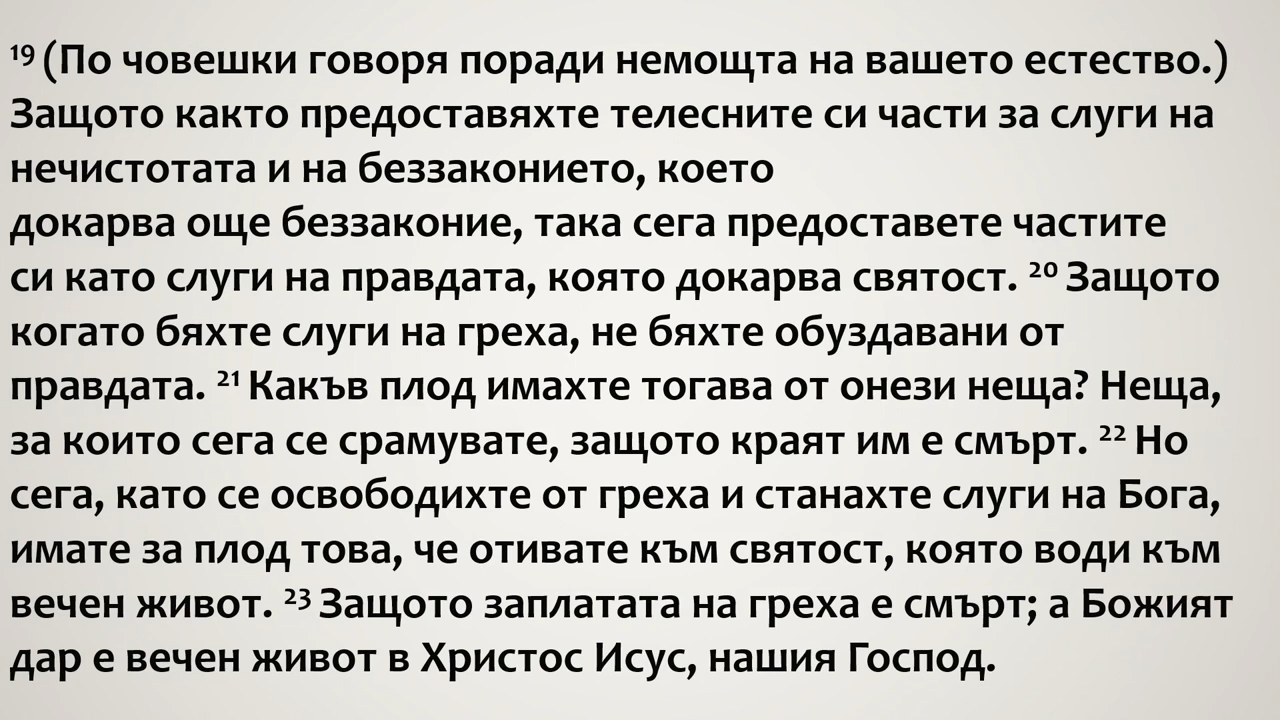 19 (По човешки говоря поради немощта на вашето естество.)
Защото както предоставяхте телесните си части за слуги на
нечистотата и на беззаконието, което
докарва още беззаконие, така сега предоставете частите
си като слуги на правдата, която докарва святост. 20 Защото
когато бяхте слуги на греха, не бяхте обуздавани от
правдата. 21 Какъв плод имахте тогава от онези неща? Неща,
за които сега се срамувате, защото краят им е смърт. 22 Но
сега, като се освободихте от греха и станахте слуги на Бога,
имате за плод това, че отивате към святост, която води към
вечен живот. 23 Защото заплатата на греха е смърт; а Божият
дар е вечен живот в Христос Исус, нашия Господ.